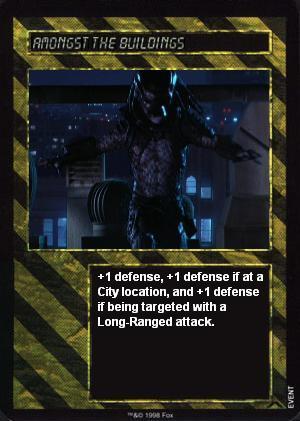 AMONGST THE BUILDINGS
+1 defense, +1 defense if at a
City location, and +1 defense
if being targeted with a
Long-Ranged attack.
™&© 1998 Fox
EVENT